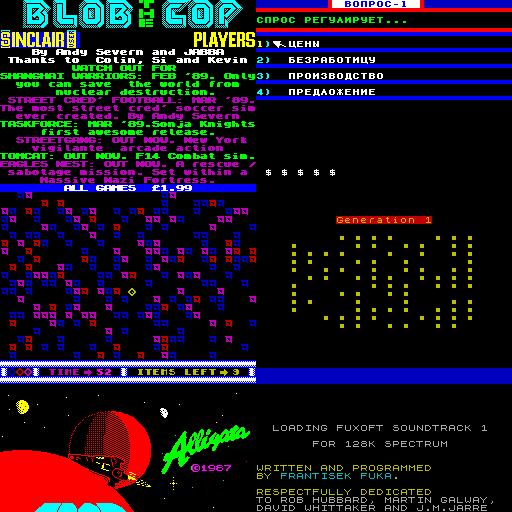 BLOB THE COP
SINCLAIR PLAYERS
By Andy Severn and JABBA
Thanks to Colin, Si and Kevin
WATCH OUT FOR
SHANGHAI WARRIORS: FEB '89. Only
you can save the world from
nuclear destruction.
STREET CRED' FOOTBALL: MAR '89.
The most street cred' soccer sim
ever created. By Andy Severn
TASKFORCE: MAR '89.Sonja Knights
first awesome release.
STREETGANG: OUT NOW. New York
vigilante arcade action
TOMCAT: OUT NOW. F14 Combat sim.
EAGLES NEST: OUT NOW. A rescue /
sabotage mission. Set within a
Massive Nazi Fortress.
ALL GAMES £1.99
TIME→52 ITEMS LEFT→9
ВОПРОС-1
СПРОС РЕГУЛИРУЕТ...
1) ЦЕНЫ
2) БЕЗРАБОТИЦУ
3) ПРОИЗВОДСТВО
4) ПРЕДЛОЖЕНИЕ
$ $ $ $ $
Generation 1
Alligata
©1987
LOADING FUXOFT SOUNDTRACK 1
FOR 128K SPECTRUM
WRITTEN AND PROGRAMMED
BY FRANTISEK FUKA.
RESPECTFULLY DEDICATED
TO ROB HUBBARD, MARTIN GALWAY,
DAVID WHITTAKER AND J.M.JARRE